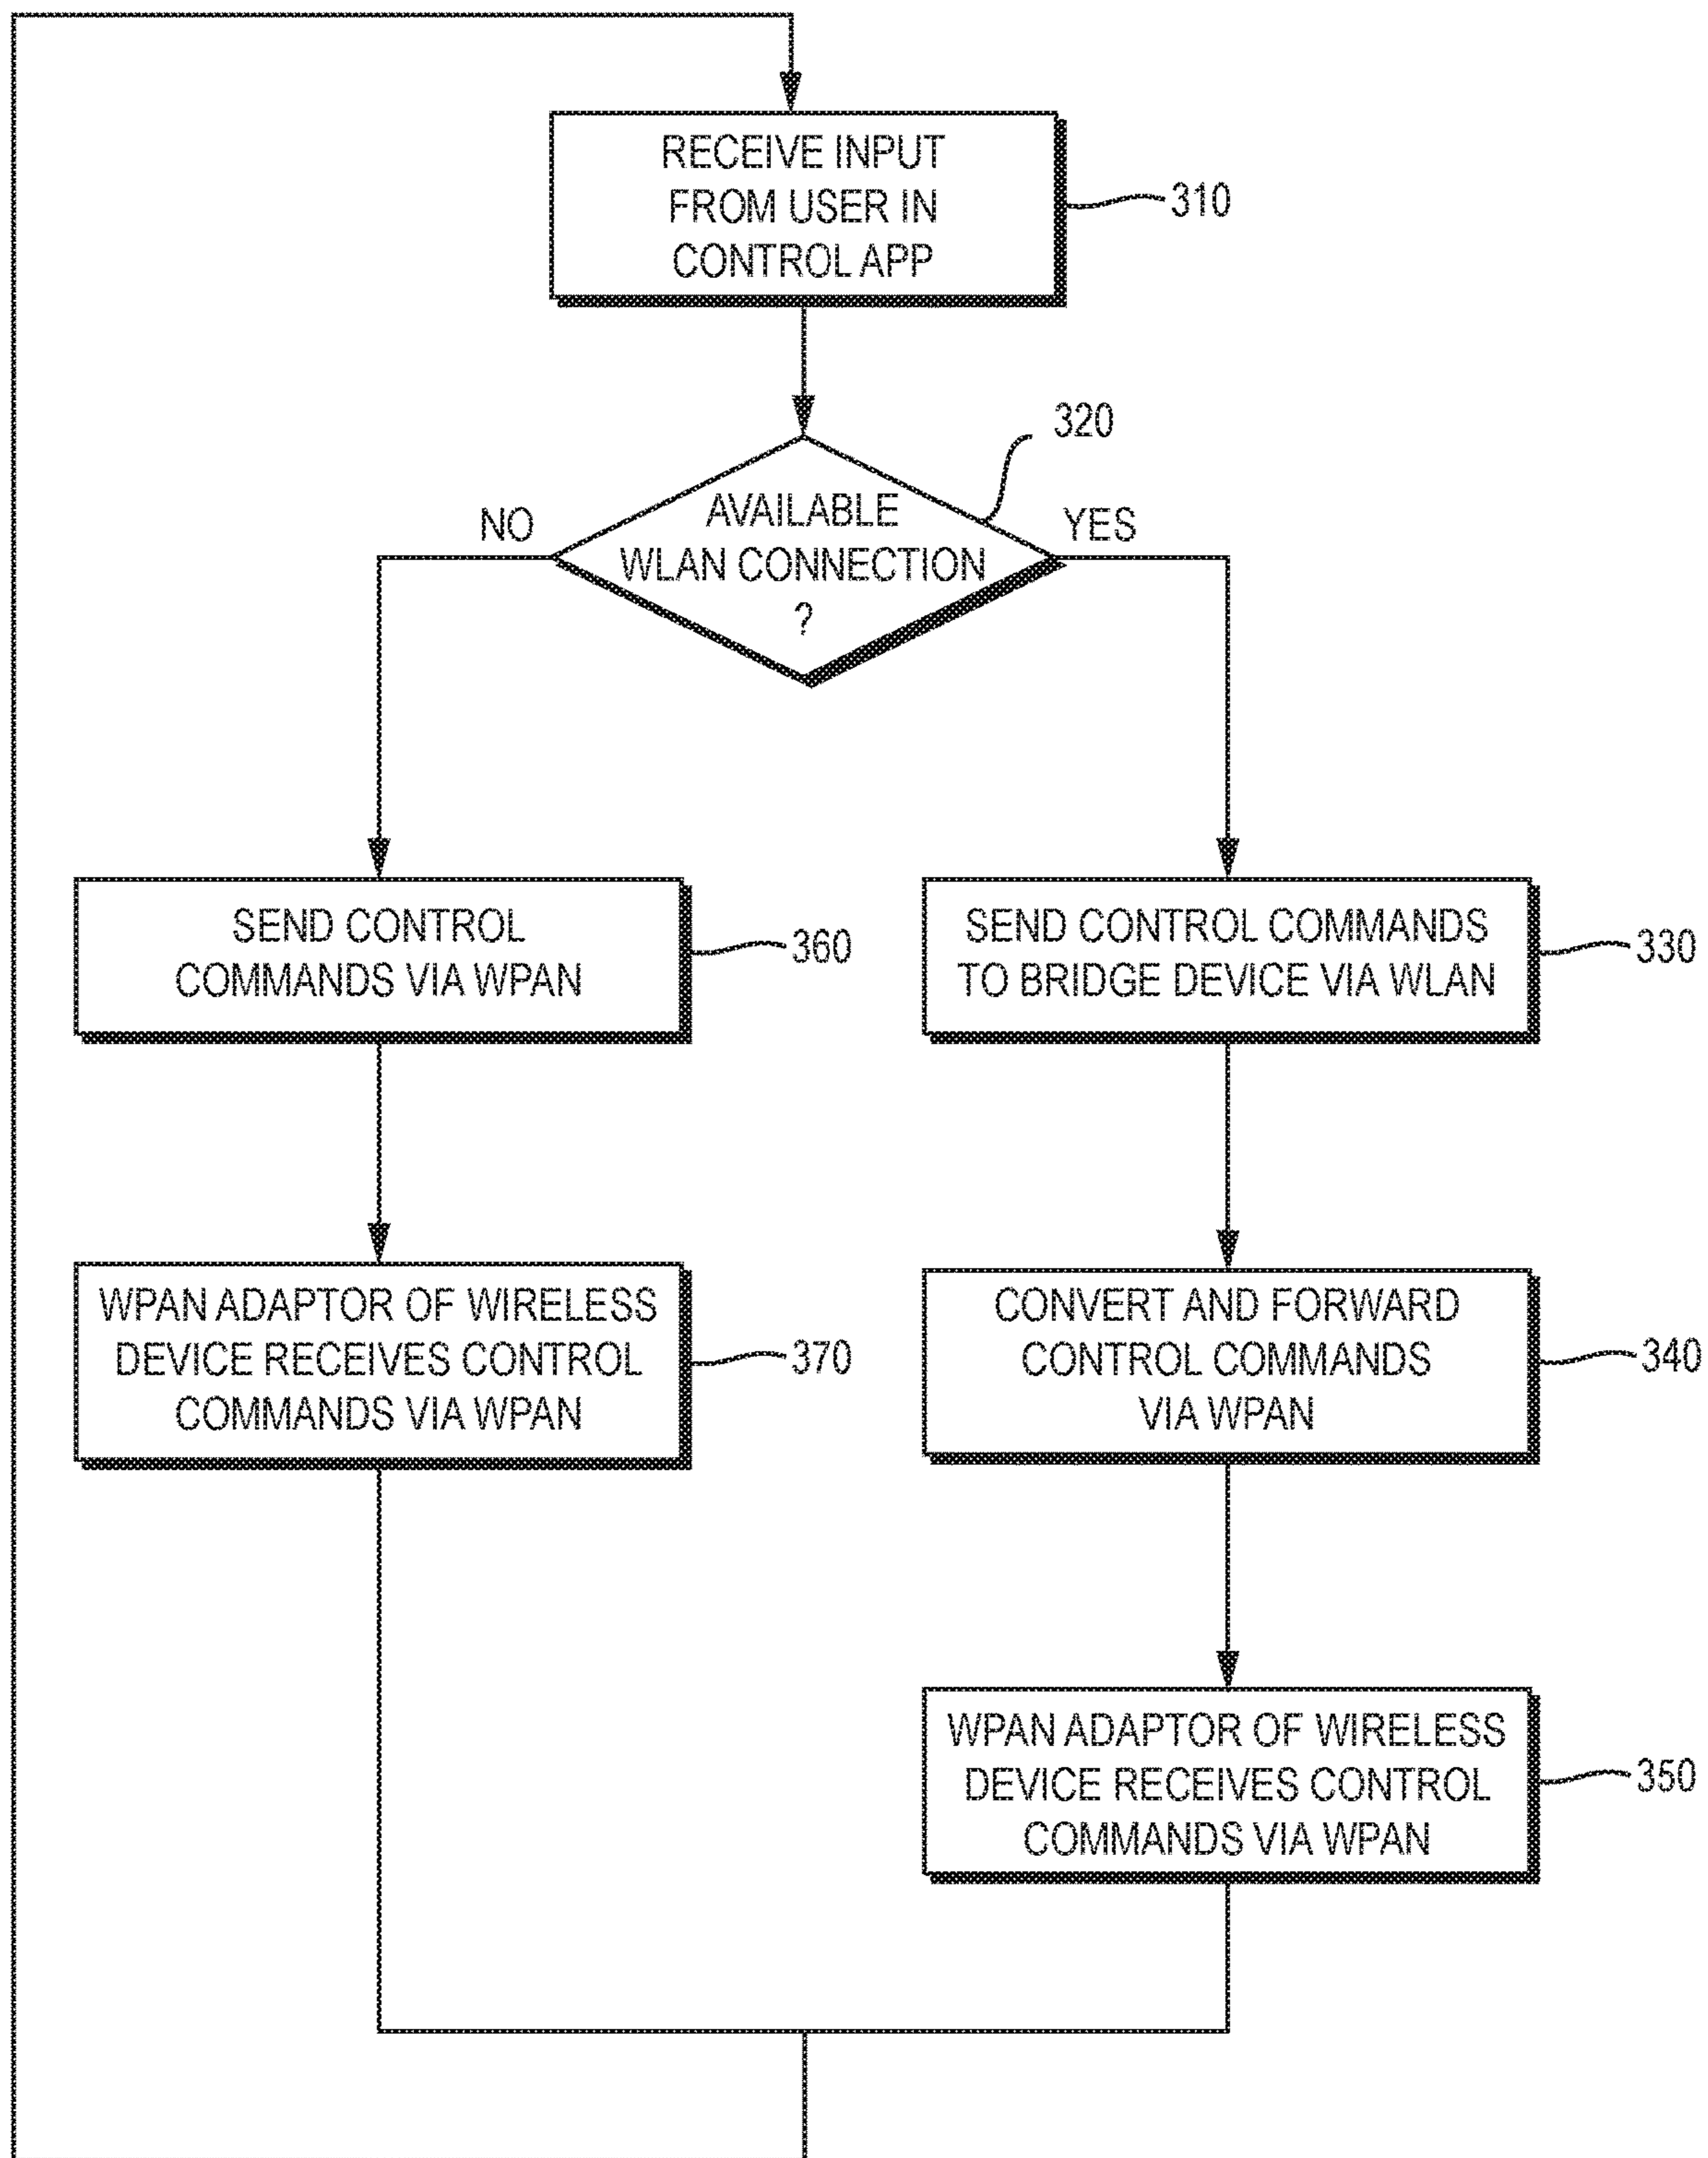 RECEIVE INPUT
FROM USER IN
CONTROL APP
310
320
AVAILABLE
WLAN CONNECTION
?
NO
YES
SEND CONTROL
COMMANDS VIA WPAN
360
SEND CONTROL COMMANDS
TO BRIDGE DEVICE VIA WLAN
330
WPAN ADAPTOR OF WIRELESS
DEVICE RECEIVES CONTROL
COMMANDS VIA WPAN
370
CONVERT AND FORWARD
CONTROL COMMANDS
VIA WPAN
340
WPAN ADAPTOR OF WIRELESS
DEVICE RECEIVES CONTROL
COMMANDS VIA WPAN
350